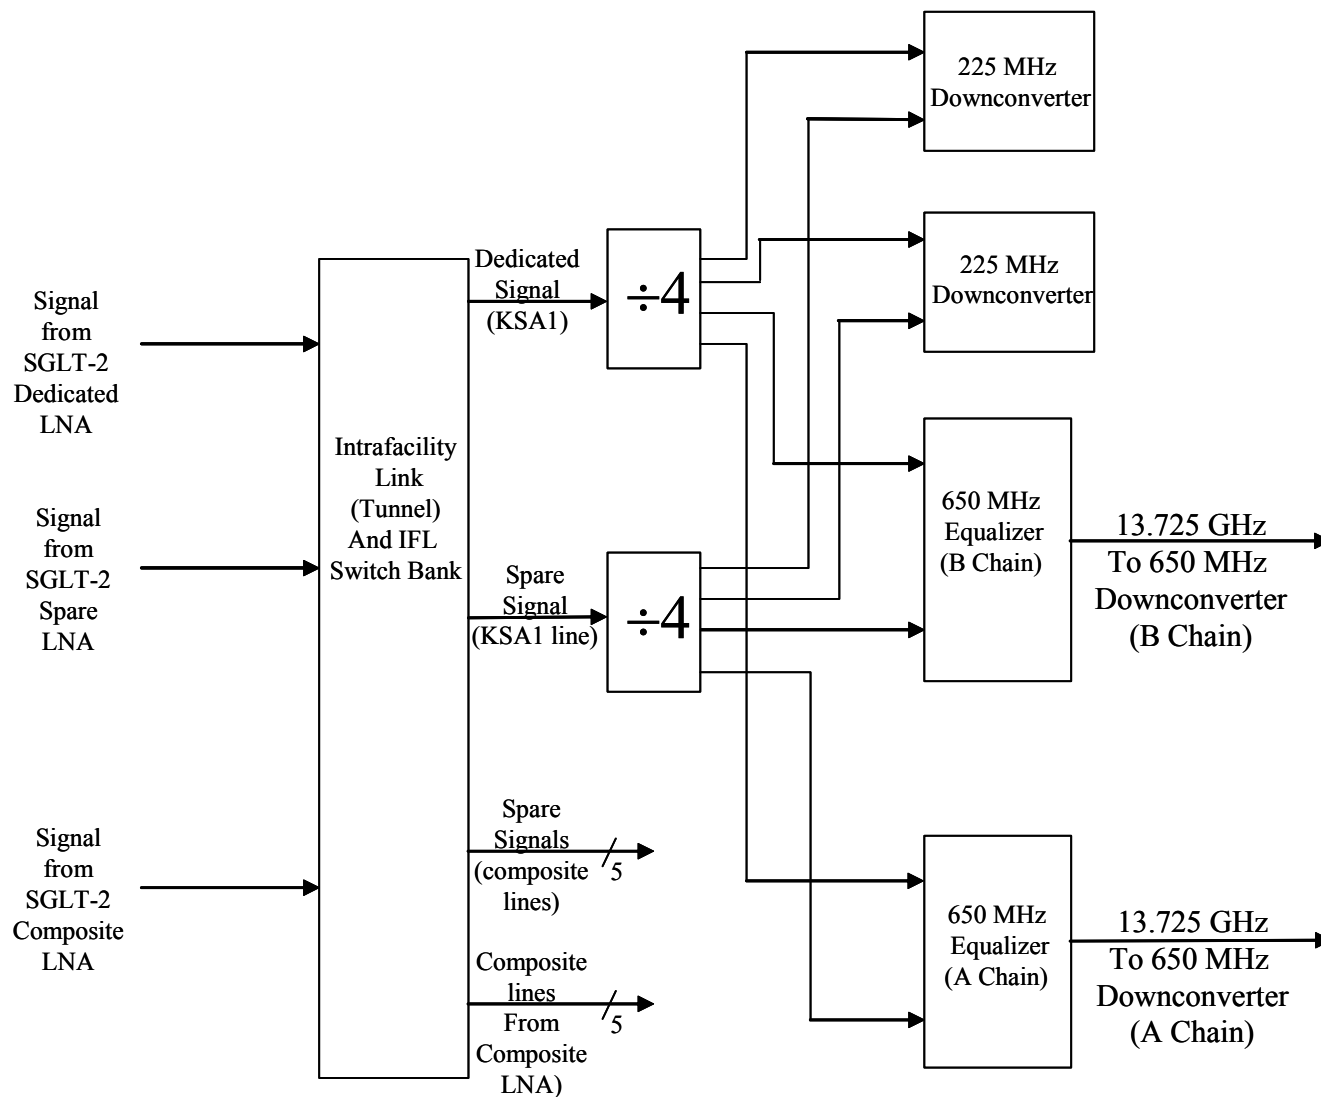 225 MHz
Downconverter
225 MHz
Downconverter
Signal
from
SGLT-2
Dedicated
LNA
Signal
from
SGLT-2
Spare
LNA
Signal
from
SGLT-2
Composite
LNA
Intrafacility
Link
(Tunnel)
And IFL
Switch Bank
Dedicated
Signal
(KSA1)
÷4
Spare
Signal
(KSA1 line)
÷4
Spare
Signals
(composite
lines)
5
Composite
lines
From
Composite
LNA)
5
650 MHz
Equalizer
(B Chain)
13.725 GHz
To 650 MHz
Downconverter
(B Chain)
650 MHz
Equalizer
(A Chain)
13.725 GHz
To 650 MHz
Downconverter
(A Chain)